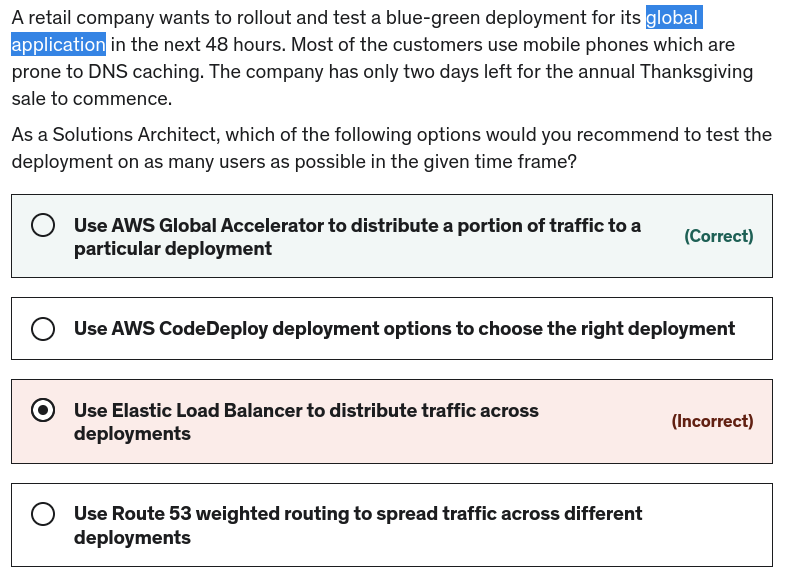 A retail company wants to rollout and test a blue-green deployment for its global
application in the next 48 hours. Most of the customers use mobile phones which are
prone to DNS caching. The company has only two days left for the annual Thanksgiving
sale to commence.
As a Solutions Architect, which of the following options would you recommend to test the
deployment on as many users as possible in the given time frame?
Use AWS Global Accelerator to distribute a portion of traffic to a
particular deployment
(Correct)
Use AWS CodeDeploy deployment options to choose the right deployment
Use Elastic Load Balancer to distribute traffic across
deployments
(Incorrect)
Use Route 53 weighted routing to spread traffic across different
deployments